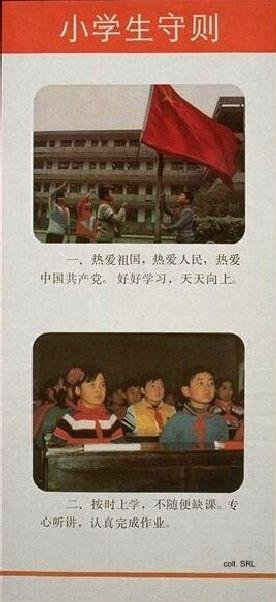 小学生守则
一、热爱祖国，热爱人民，热爱
中国共产党。好好学习，天天向上。
二、按时上学，不随便缺课。专
心听讲，认真完成作业。
coll. SRL